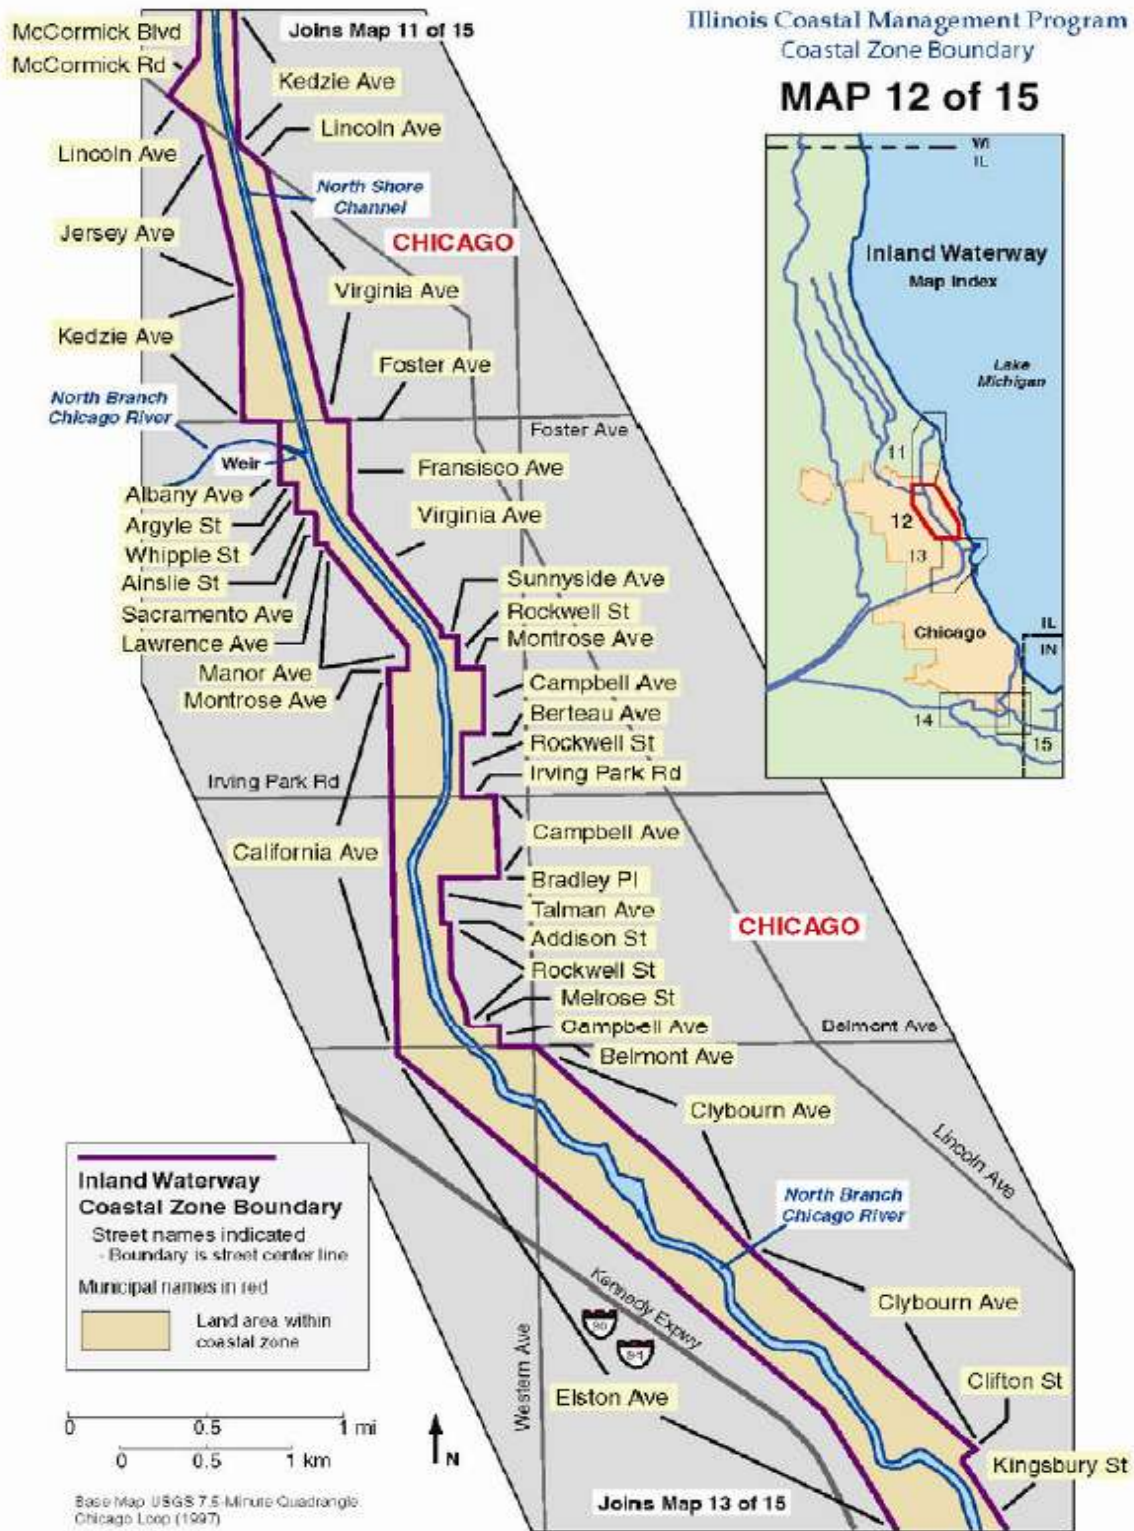 Illinois Coastal Management Program
Coastal Zone Boundary
MAP 12 of 15
Joins Map 11 of 15
McCormick Blvd
McCormick Rd
Kedzie Ave
Lincoln Ave
Lincoln Ave
North Shore
Channel
CHICAGO
Jersey Ave
Virginia Ave
Kedzie Ave
Foster Ave
North Branch
Chicago River
Foster Ave
Weir
Fransisco Ave
Albany Ave
Argyle St
Virginia Ave
Whipple St
Ainslie St
Sunnyside Ave
Sacramento Ave
Rockwell St
Lawrence Ave
Montrose Ave
Manor Ave
Campbell Ave
Montrose Ave
Berteau Ave
Rockwell St
Irving Park Rd
Irving Park Rd
California Ave
Campbell Ave
Bradley Pl
Talman Ave
Addison St
CHICAGO
Rockwell St
Melrose St
Campbell Ave
Belmont Ave
Belmont Ave
Clybourn Ave
Lincoln Ave
North Branch
Chicago River
Kennedy Expwy
90
94
Western Ave
Clybourn Ave
Clifton St
Elston Ave
Kingsbury St
Joins Map 13 of 15
WI
IL
Inland Waterway
Map Index
Lake
Michigan
11
12
13
Chicago
IL
IN
14
15
Inland Waterway
Coastal Zone Boundary
Street names indicated
- Boundary is street center line
Municipal names in red
Land area within
coastal zone
0 0.5 1 mi
0 0.5 1 km
N
Base Map USGS 7.5-Minute Quadrangle
Chicago Loop (1997)